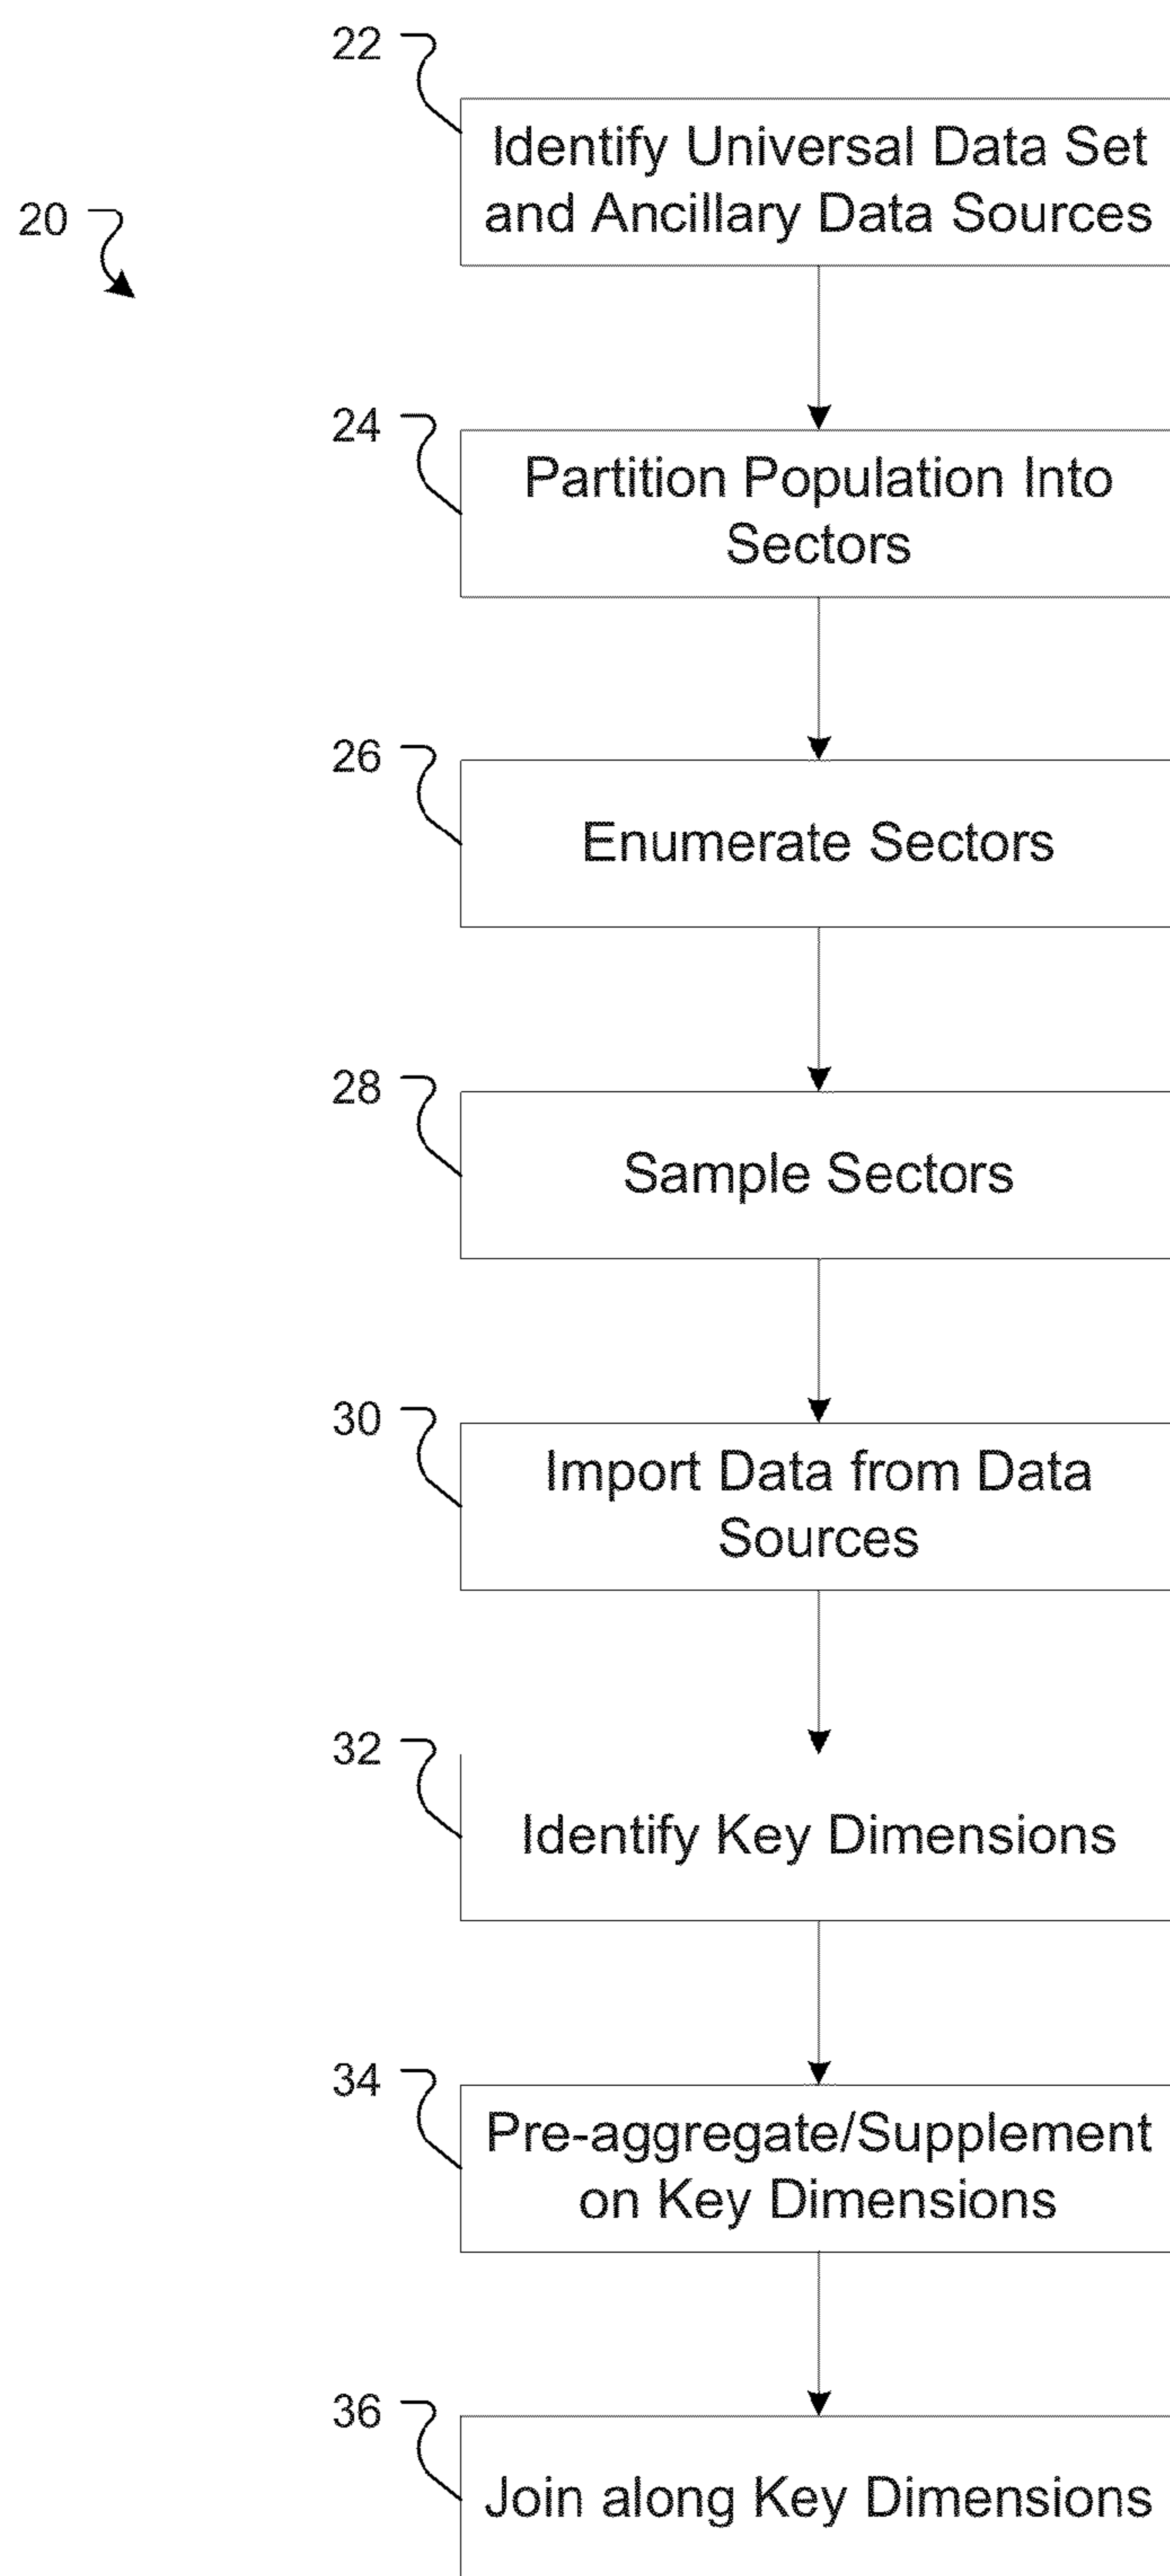 22
Identify Universal Data Set
and Ancillary Data Sources
20
24
Partition Population Into
Sectors
26
Enumerate Sectors
28
Sample Sectors
30
Import Data from Data
Sources
32
Identify Key Dimensions
34
Pre-aggregate/Supplement
on Key Dimensions
36
Join along Key Dimensions